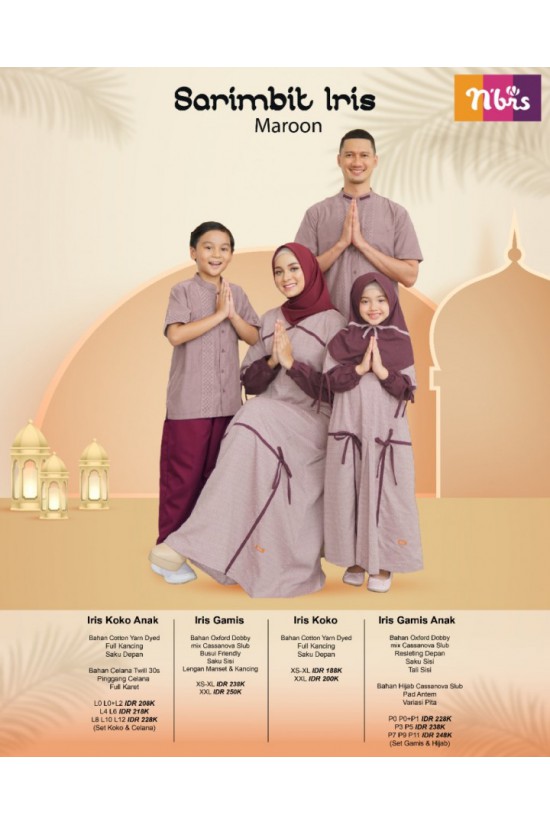 Sarimbit Iris
Maroon
N'brs
Iris Koko Anak
Bahan Cotton Yarn Dyed
Full Kancing
Saku Depan
Bahan Celana Twill 30s
Pinggang Celana
Full Karet
L0 L0+L2 IDR 208K
L4 L6 IDR 218K
L8 L10 L12 IDR 228K
(Set Koko & Celana)
Iris Gamis
Bahan Oxford Dobby
mix Cassanova Slub
Busui Friendly
Saku Sisi
Lengan Manset & Kancing
XS-XL IDR 238K
XXL IDR 250K
Iris Koko
Bahan Cotton Yarn Dyed
Full Kancing
Saku Depan
XS-XL IDR 188K
XXL IDR 200K
Iris Gamis Anak
Bahan Oxford Dobby
mix Cassanova Slub
Resleting Depan
Saku Sisi
Tali Sisi
Bahan Hijab Cassanova Slub
Pad Antem
Variasi Pita
P0 P0+P1 IDR 228K
P3 P5 IDR 238K
P7 P9 P11 IDR 248K
(Set Gamis & Hijab)